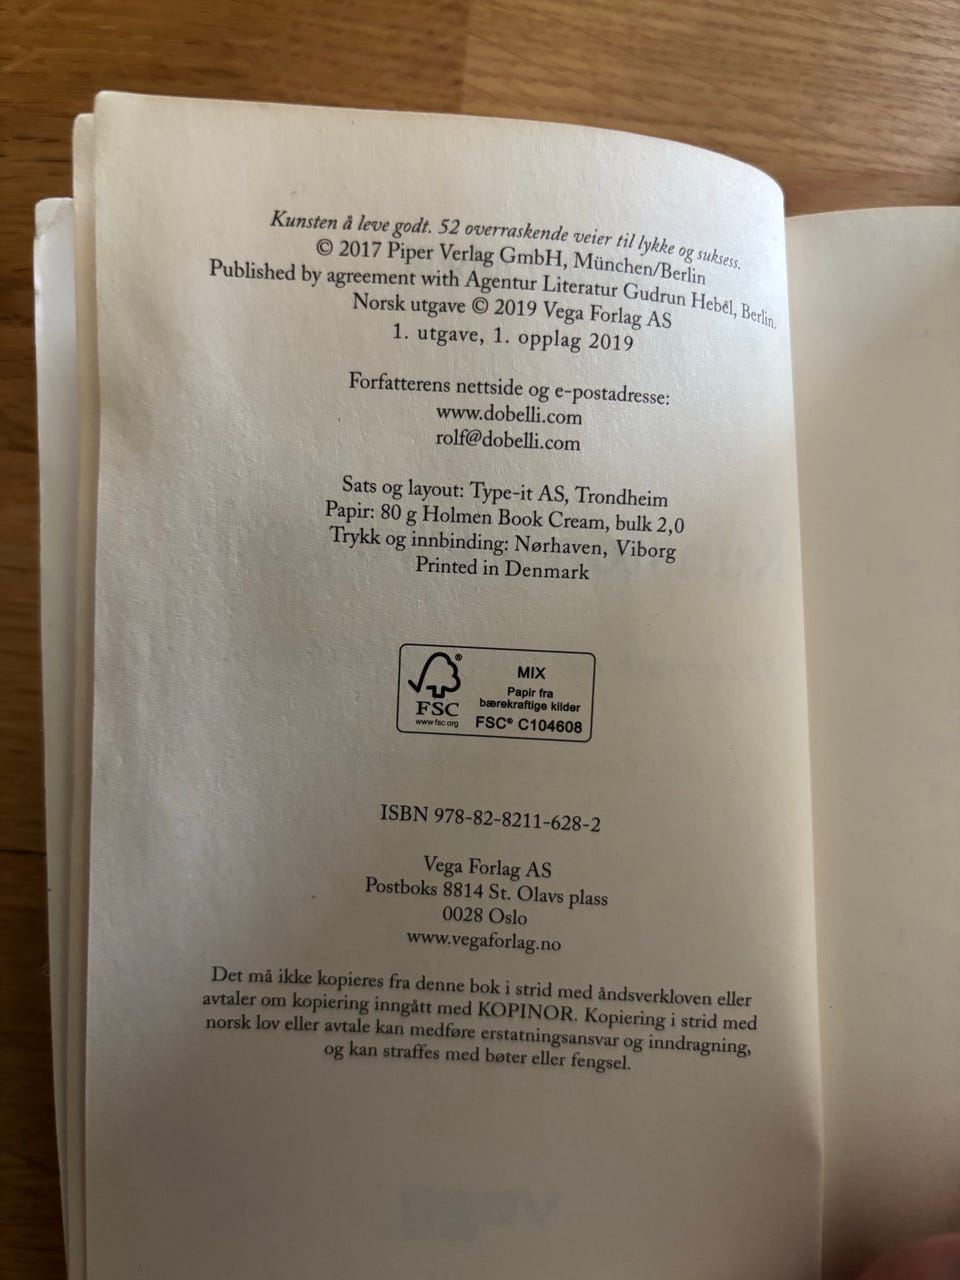 Kunsten å leve godt. 52 overraskende veier til lykke og suksess.
© 2017 Piper Verlag GmbH, München/Berlin
Published by agreement with Agentur Literatur Gudrun Hebel, Berlin.
Norsk utgave © 2019 Vega Forlag AS
1. utgave, 1. opplag 2019
Forfatterens nettside og e-postadresse:
www.dobelli.com
rolf@dobelli.com
Sats og layout: Type-it AS, Trondheim
Papir: 80 g Holmen Book Cream, bulk 2,0
Trykk og innbinding: Nørhaven, Viborg
Printed in Denmark
FSC®
www.fsc.org
MIX
Papir fra
bærekraftige kilder
FSC® C104608
ISBN 978-82-8211-628-2
Vega Forlag AS
Postboks 8814 St. Olavs plass
0028 Oslo
www.vegaforlag.no
Det må ikke kopieres fra denne bok i strid med åndsverkloven eller
avtaler om kopiering inngått med KOPINOR. Kopiering i strid med
norsk lov eller avtale kan medføre erstatningsansvar og inndragning,
og kan straffes med bøter eller fengsel.